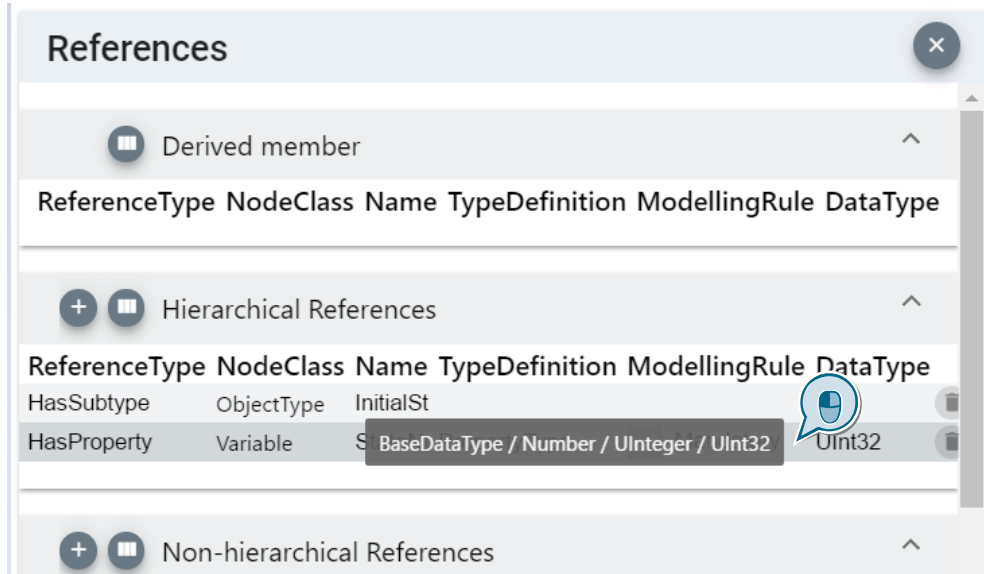 References
Derived member
ReferenceType NodeClass Name TypeDefinition ModellingRule DataType
Hierarchical References
ReferenceType NodeClass Name TypeDefinition ModellingRule DataType
HasSubtype ObjectType InitialSt
HasProperty Variable BaseDataType / Number / UInteger / UInt32 UInt32
Non-hierarchical References